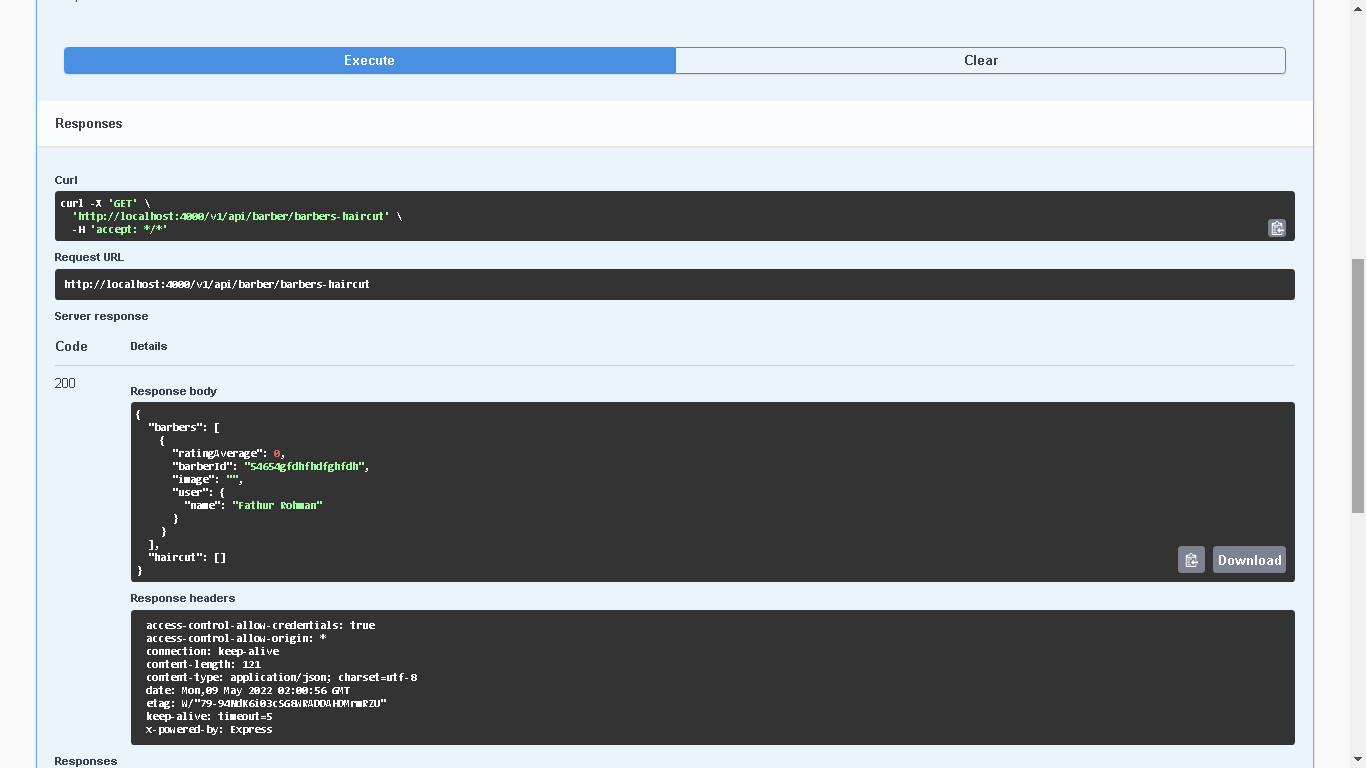 Execute
Clear
Responses
Curl
curl -X 'GET' \
'http://localhost:4000/v1/api/barber/barbers-haircut' \
-H 'accept: */*'
Request URL
http://localhost:4000/v1/api/barber/barbers-haircut
Server response
Code Details
200
Response body
{
"barbers": [
{
"ratingAverage": 0,
"barberId": "54654gfdhfhdfghfdh",
"image": "",
"user": {
"name": "Fathur Rohman"
}
}
],
"haircut": []
}
Download
Response headers
access-control-allow-credentials: true
access-control-allow-origin: *
connection: keep-alive
content-length: 121
content-type: application/json; charset=utf-8
date: Mon,09 May 2022 02:00:56 GMT
etag:
keep-alive: timeout=5
x-powered-by: Express
Responses